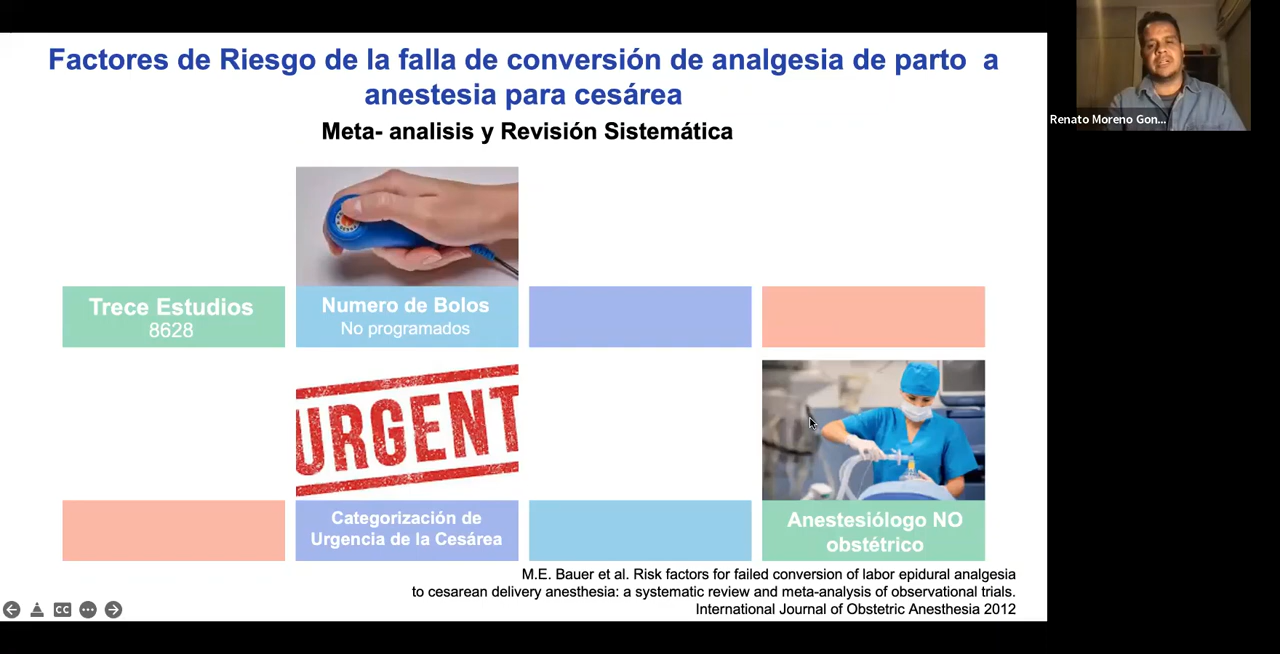 Factores de Riesgo de la falla de conversión de analgesia de parto a
anestesia para cesárea
Meta- analisis y Revisión Sistemática
Renato Moreno Gon...
Trece Estudios
8628
Numero de Bolos
No programados
URGENT
Categorización de
Urgencia de la Cesárea
Anestesiólogo NO
obstétrico
M.E. Bauer et al. Risk factors for failed conversion of labor epidural analgesia
to cesarean delivery anesthesia: a systematic review and meta-analysis of observational trials.
International Journal of Obstetric Anesthesia 2012
CC